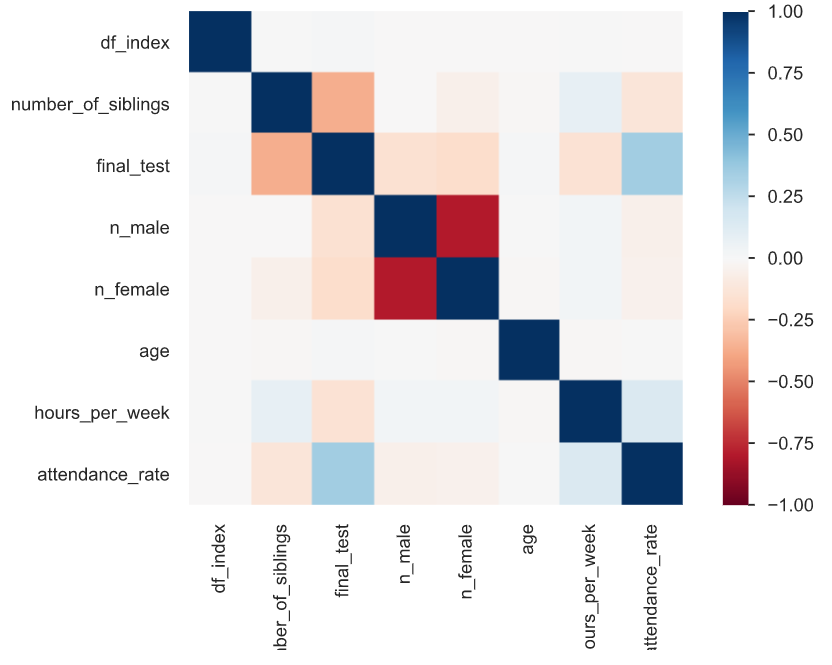 df_index
number_of_siblings
final_test
n_male
n_female
age
hours_per_week
attendance_rate
1.00
0.75
0.50
0.25
0.00
−0.25
−0.50
−0.75
−1.00
df_index
ber_of_siblings
final_test
n_male
n_female
age
ours_per_week
attendance_rate